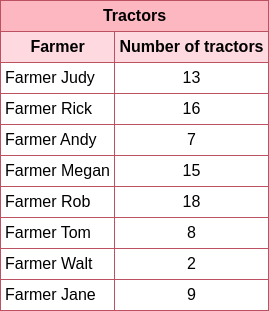 Tractors
Farmer Number of tractors
Farmer Judy 13
Farmer Rick 16
Farmer Andy 7
Farmer Megan 15
Farmer Rob 18
Farmer Tom 8
Farmer Walt 2
Farmer Jane 9